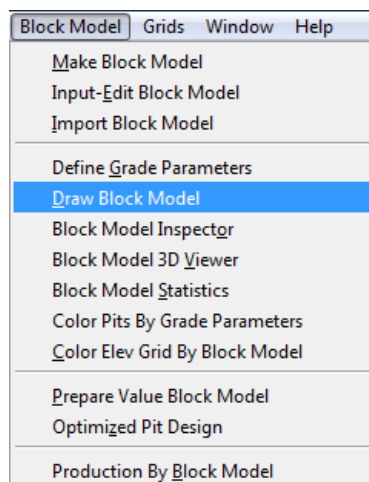 Block Model Grids Window Help
Make Block Model
Input-Edit Block Model
Import Block Model
Define Grade Parameters
Draw Block Model
Block Model Inspector
Block Model 3D Viewer
Block Model Statistics
Color Pits By Grade Parameters
Color Elev Grid By Block Model
Prepare Value Block Model
Optimized Pit Design
Production By Block Model